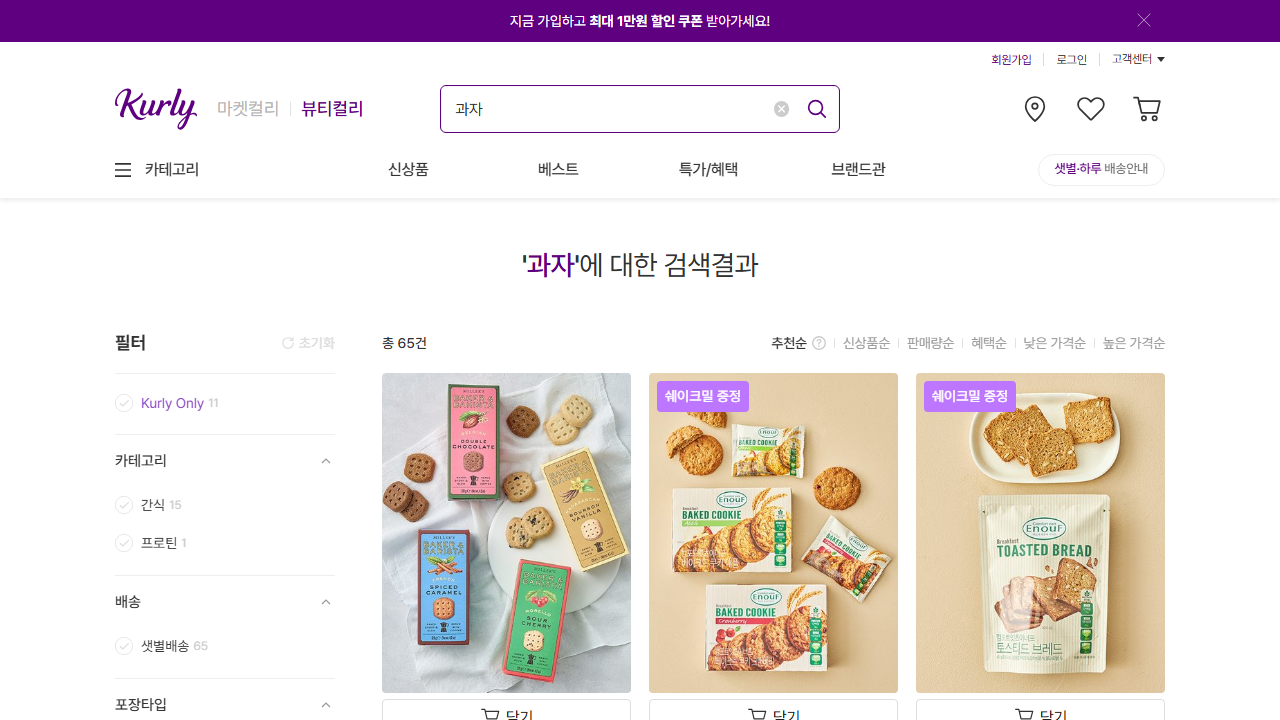 지금 가입하고 최대 1만원 할인 쿠폰 받아가세요!
회원가입
로그인
고객센터
Kurly
마켓컬리
뷰티컬리
과자
카테고리
신상품
베스트
특가/혜택
브랜드관
샛별·하루 배송안내
'과자'에 대한 검색결과
필터
초기화
총 65건
추천순
신상품순
판매량순
혜택순
낮은 가격순
높은 가격순
Kurly Only 11
카테고리
간식 15
프로틴 1
배송
샛별배송 65
포장타입
BAKER & BARISTA
DOUBLE CHOCOLATE
BAKER & BARISTA
BOURBON VANILLA
BAKER & BARISTA
SPICED CARAMEL
BAKER & BARISTA
SOUR CHERRY
담기
쉐이크밀 증정
Enouf
BAKED COOKIE
Enouf
BAKED COOKIE
Enouf
BAKED COOKIE
Cranberry
담기
쉐이크밀 증정
Enouf
Breakfast
TOASTED BREAD
토스티드 브레드
담기